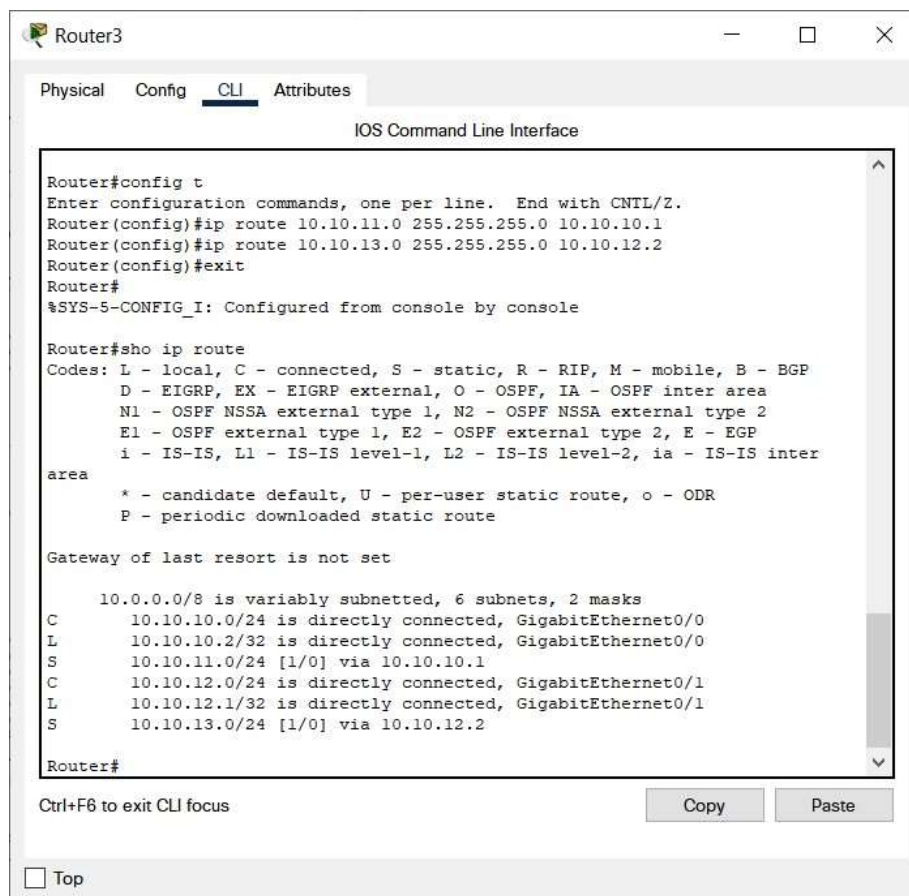 Router3
Physical Config CLI Attributes
IOS Command Line Interface
Router#config t
Enter configuration commands, one per line.  End with CNTL/Z.
Router(config)#ip route 10.10.11.0 255.255.255.0 10.10.10.1
Router(config)#ip route 10.10.13.0 255.255.255.0 10.10.12.2
Router(config)#exit
Router#
%SYS-5-CONFIG_I: Configured from console by console
Router#sho ip route
Codes: L - local, C - connected, S - static, R - RIP, M - mobile, B - BGP
D - EIGRP, EX - EIGRP external, O - OSPF, IA - OSPF inter area
N1 - OSPF NSSA external type 1, N2 - OSPF NSSA external type 2
E1 - OSPF external type 1, E2 - OSPF external type 2, E - EGP
i - IS-IS, L1 - IS-IS level-1, L2 - IS-IS level-2, ia - IS-IS inter
area
* - candidate default, U - per-user static route, o - ODR
P - periodic downloaded static route
Gateway of last resort is not set
10.0.0.0/8 is variably subnetted, 6 subnets, 2 masks
C 10.10.10.0/24 is directly connected, GigabitEthernet0/0
L 10.10.10.2/32 is directly connected, GigabitEthernet0/0
S 10.10.11.0/24 [1/0] via 10.10.10.1
C 10.10.12.0/24 is directly connected, GigabitEthernet0/1
L 10.10.12.1/32 is directly connected, GigabitEthernet0/1
S 10.10.13.0/24 [1/0] via 10.10.12.2
Router#
Ctrl+F6 to exit CLI focus
Copy Paste
Top